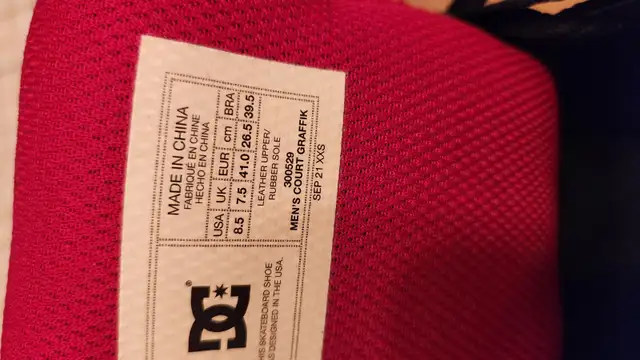 MADE IN CHINA
FABRIQUÉ EN CHINE
HECHO EN CHINA
USA UK EUR cm BRA
8.5 7.5 41.0 26.5 39.5
LEATHER UPPER/
RUBBER SOLE
300529
MEN'S COURT GRAFFIK
SEP 21 XXS
DC
®
SKATEBOARD SHOE
DESIGNED IN THE USA.